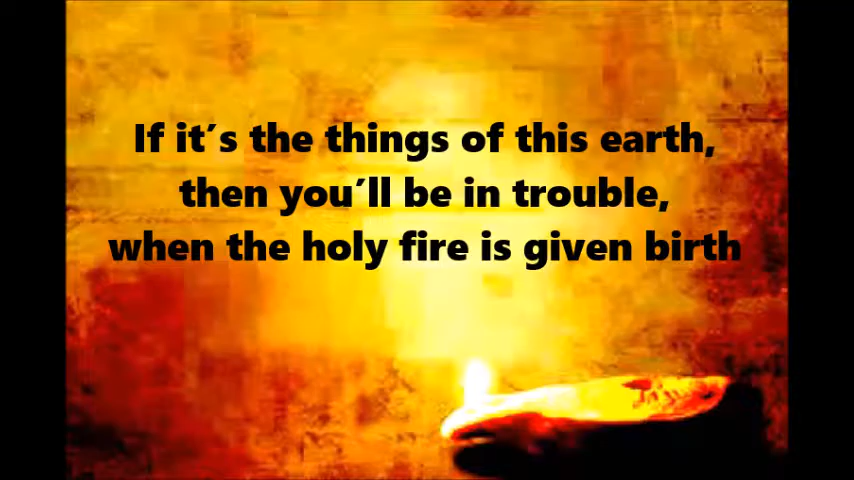 If it´s the things of this earth,
then you´ll be in trouble,
when the holy fire is given birth